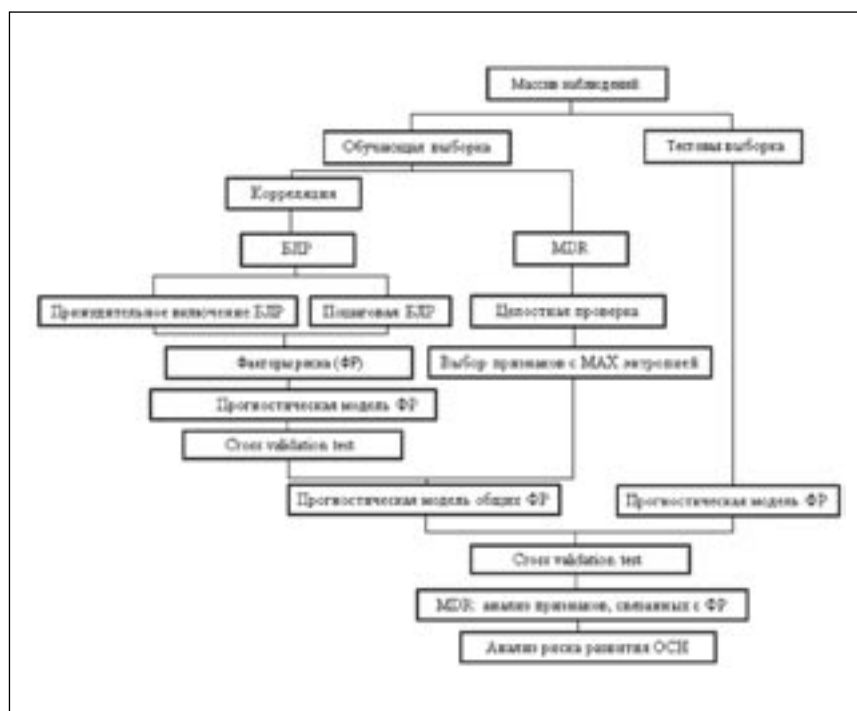 Массив наблюдений
Обучающая выборка
Тестовая выборка
Корреляция
БЛР
MDR
Принудительное включение БЛР
Пошаговая БЛР
Целостная проверка
Факторы риска (ФР)
Выбор признаков с MAX энтропией
Прогностическая модель ФР
Cross validation test
Прогностическая модель общих ФР
Прогностическая модель ФР
Cross validation test
MDR: анализ признаков, связанных с ФР
Анализ риска развития ОСН